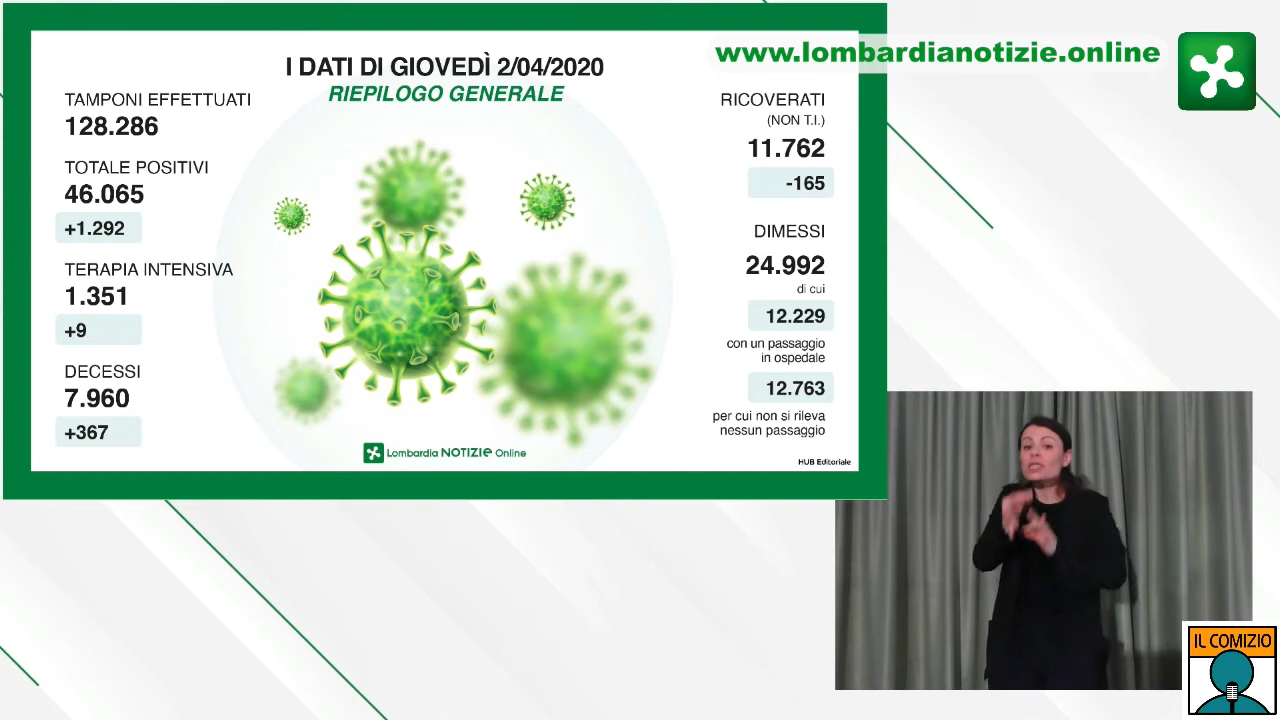 www.lombardianotizie.online
I DATI DI GIOVEDÌ 2/04/2020
RIEPILOGO GENERALE
TAMPONI EFFETTUATI
128.286
TOTALE POSITIVI
46.065
+1.292
TERAPIA INTENSIVA
1.351
+9
DECESSI
7.960
+367
RICOVERATI
(NON T.I.)
11.762
-165
DIMESSI
24.992
di cui
12.229
con un passaggio
in ospedale
12.763
per cui non si rileva
nessun passaggio
Lombardia NOTIZIE Online
HUB Editoriale
IL COMIZIO